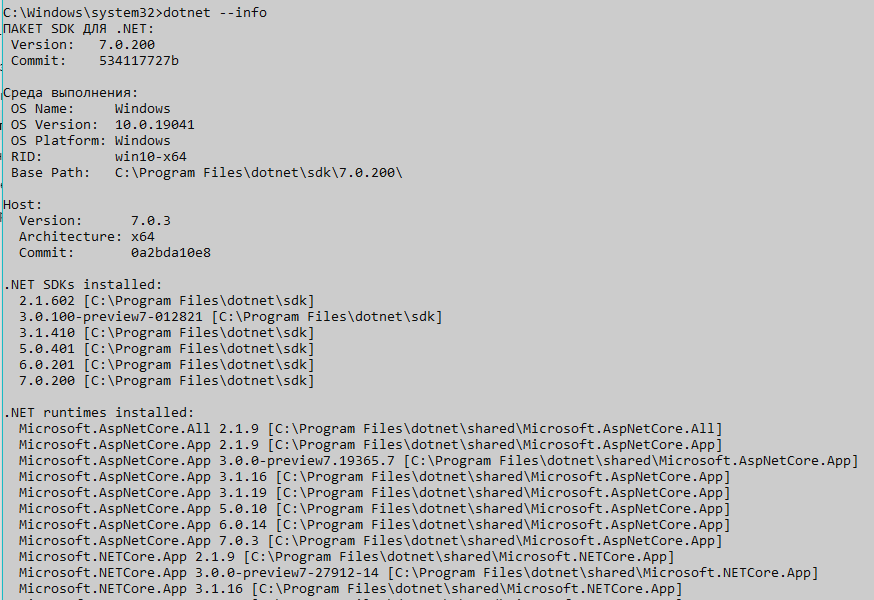 C:\Windows\system32>dotnet --info
ПАКЕТ SDK ДЛЯ .NET:
Version: 7.0.200
Commit: 534117727b
Среда выполнения:
OS Name: Windows
OS Version: 10.0.19041
OS Platform: Windows
RID: win10-x64
Base Path: C:\Program Files\dotnet\sdk\7.0.200\
Host:
Version: 7.0.3
Architecture: x64
Commit: 0a2bda10e8
.NET SDKs installed:
2.1.602 [C:\Program Files\dotnet\sdk]
3.0.100-preview7-012821 [C:\Program Files\dotnet\sdk]
3.1.410 [C:\Program Files\dotnet\sdk]
5.0.401 [C:\Program Files\dotnet\sdk]
6.0.201 [C:\Program Files\dotnet\sdk]
7.0.200 [C:\Program Files\dotnet\sdk]
.NET runtimes installed:
Microsoft.AspNetCore.All 2.1.9 [C:\Program Files\dotnet\shared\Microsoft.AspNetCore.All]
Microsoft.AspNetCore.App 2.1.9 [C:\Program Files\dotnet\shared\Microsoft.AspNetCore.App]
Microsoft.AspNetCore.App 3.0.0-preview7.19365.7 [C:\Program Files\dotnet\shared\Microsoft.AspNetCore.App]
Microsoft.AspNetCore.App 3.1.16 [C:\Program Files\dotnet\shared\Microsoft.AspNetCore.App]
Microsoft.AspNetCore.App 3.1.19 [C:\Program Files\dotnet\shared\Microsoft.AspNetCore.App]
Microsoft.AspNetCore.App 5.0.10 [C:\Program Files\dotnet\shared\Microsoft.AspNetCore.App]
Microsoft.AspNetCore.App 6.0.14 [C:\Program Files\dotnet\shared\Microsoft.AspNetCore.App]
Microsoft.AspNetCore.App 7.0.3 [C:\Program Files\dotnet\shared\Microsoft.AspNetCore.App]
Microsoft.NETCore.App 2.1.9 [C:\Program Files\dotnet\shared\Microsoft.NETCore.App]
Microsoft.NETCore.App 3.0.0-preview7-27912-14 [C:\Program Files\dotnet\shared\Microsoft.NETCore.App]
Microsoft.NETCore.App 3.1.16 [C:\Program Files\dotnet\shared\Microsoft.NETCore.App]